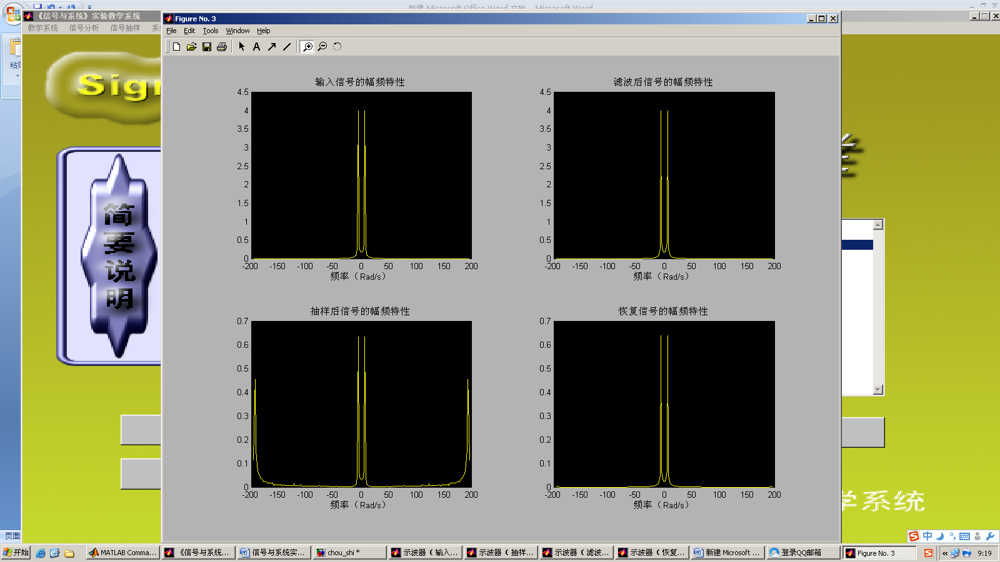 新建 Microsoft Office Word 文档 - Microsoft Word
《信号与系统》实验教学系统
教学系统 信号分析 信号抽样
Figure No. 3
File Edit Tools Window Help
粘贴
Sign
简要说明
输入信号的幅频特性
4.5
4
3.5
3
2.5
2
1.5
1
0.5
0
-200 -150 -100 -50 0 50 100 150 200
频率（Rad/s）
滤波后信号的幅频特性
4.5
4
3.5
3
2.5
2
1.5
1
0.5
0
-200 -150 -100 -50 0 50 100 150 200
频率（Rad/s）
抽样后信号的幅频特性
0.7
0.6
0.5
0.4
0.3
0.2
0.1
0
-200 -150 -100 -50 0 50 100 150 200
频率（Rad/s）
恢复信号的幅频特性
0.7
0.6
0.5
0.4
0.3
0.2
0.1
0
-200 -150 -100 -50 0 50 100 150 200
频率（Rad/s）
学系统
页面
中
开始
MATLAB Comma...
《信号与系统...
信号与系统实...
chou_shi *
示波器（输入...
示波器（抽样...
示波器（滤波...
示波器（恢复...
新建 Microsoft ...
登录QQ邮箱
Figure No. 3
9:19